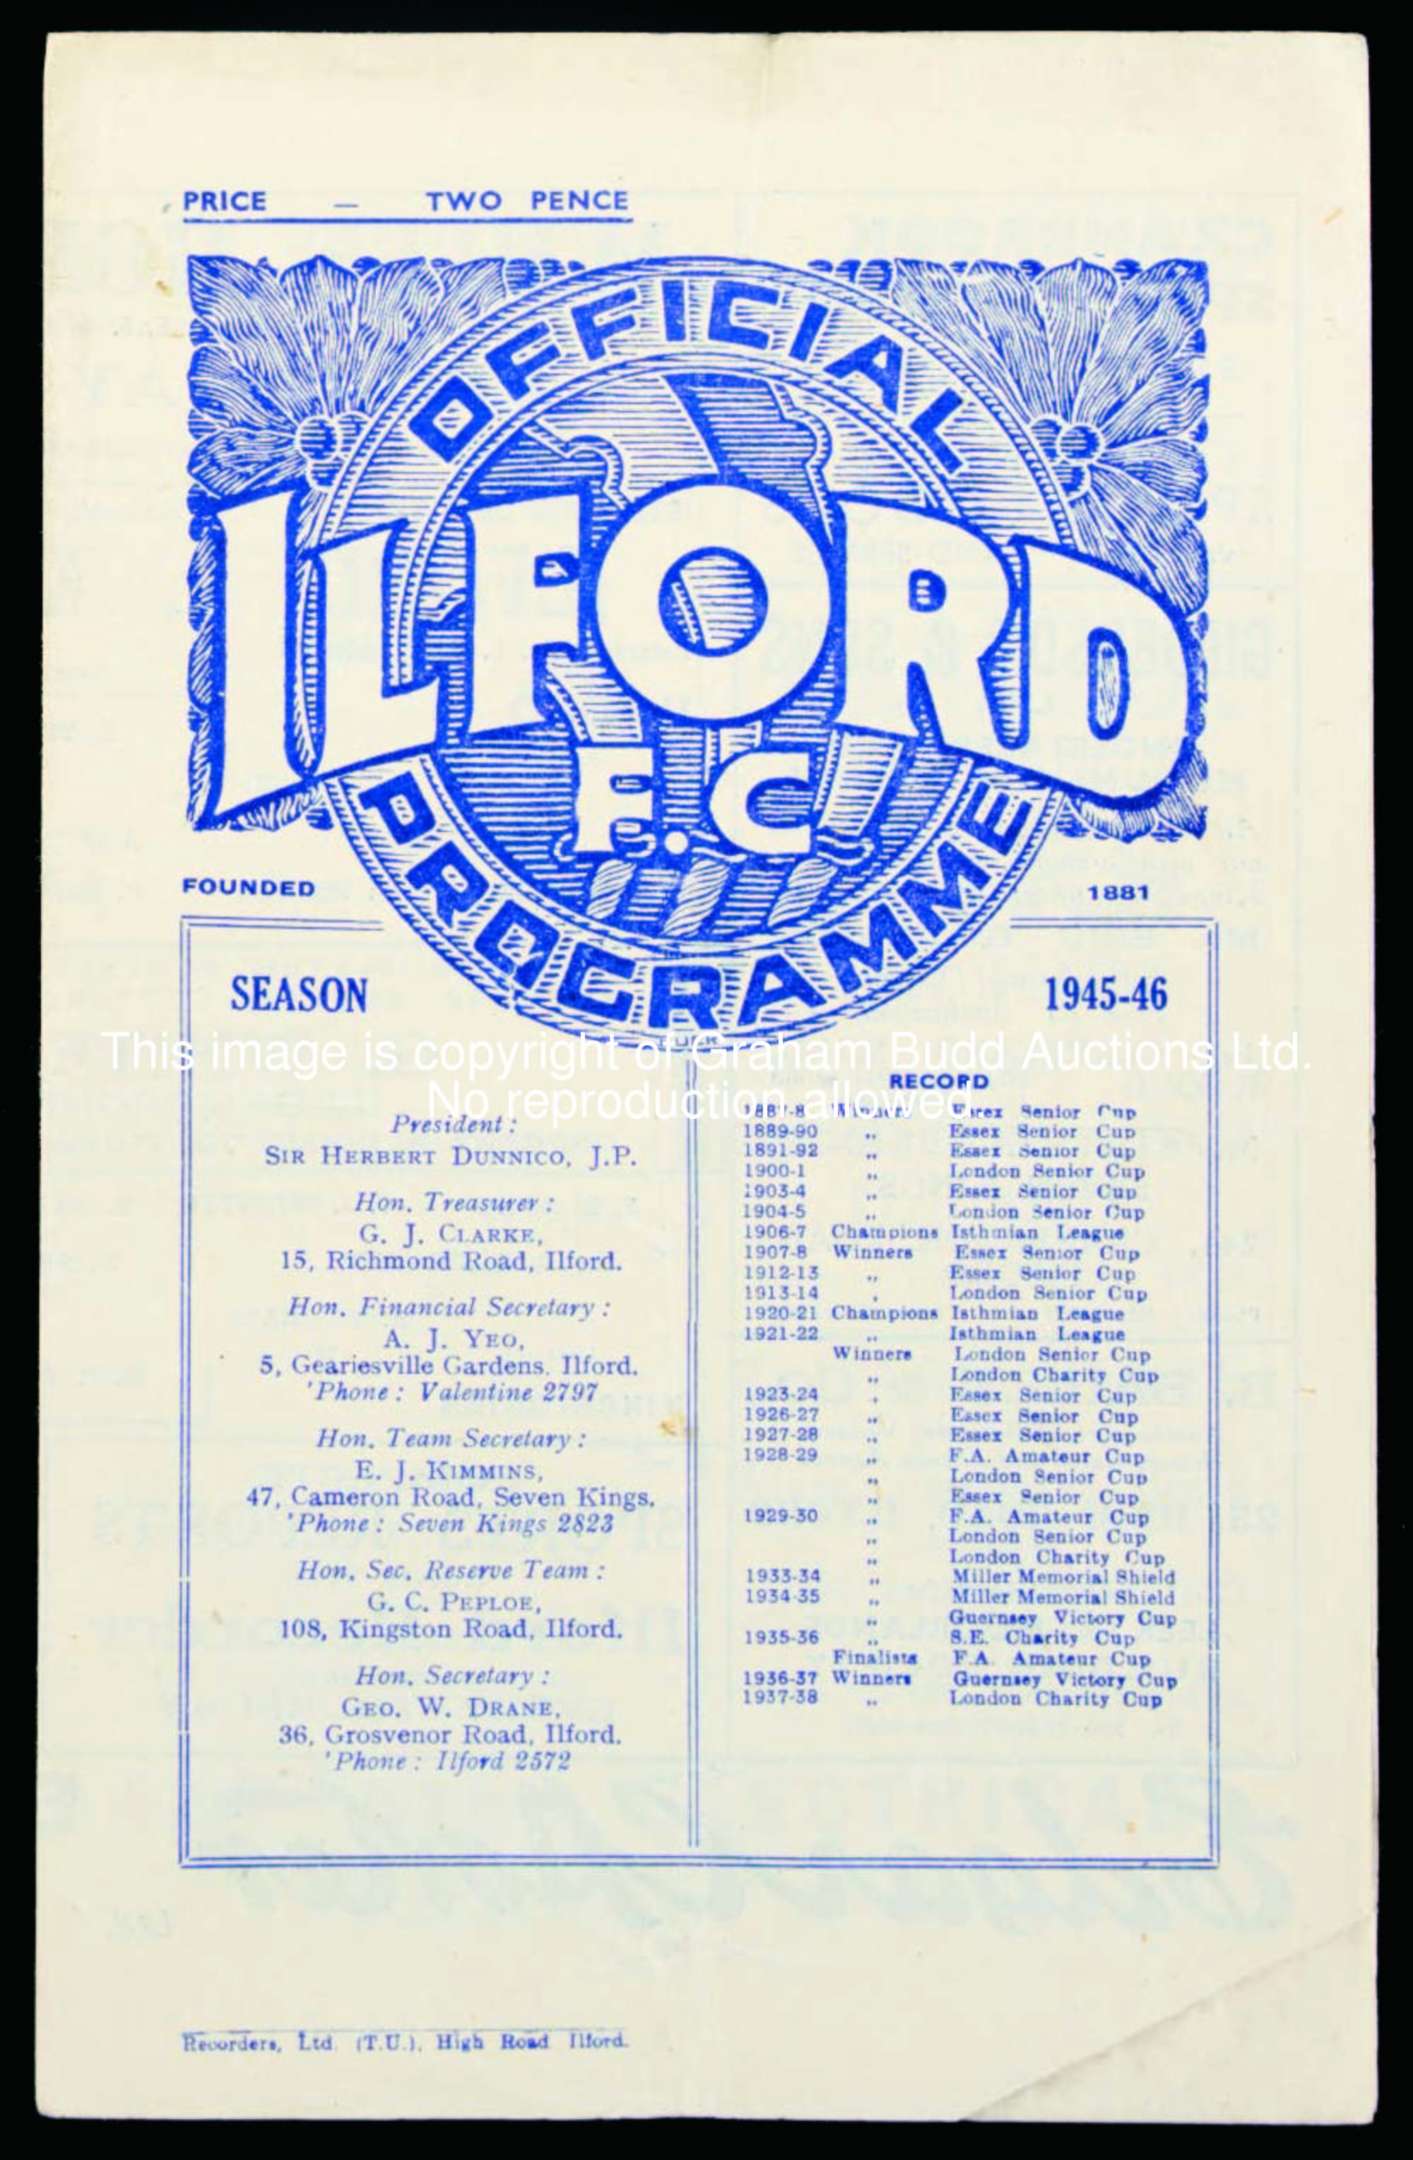 PRICE — TWO PENCE
OFFICIAL
ILFORD
F.C.
PROGRAMME
FOUNDED 1881
SEASON 1945-46
This image is copyright of Graham Budd Auctions Ltd.
No reproduction allowed.
President :
SIR HERBERT DUNNICO, J.P.
Hon. Treasurer :
G. J. CLARKE,
15, Richmond Road, Ilford.
Hon. Financial Secretary :
A. J. YEO,
5, Geariesville Gardens, Ilford.
'Phone : Valentine 2797
Hon. Team Secretary :
E. J. KIMMINS,
47, Cameron Road, Seven Kings.
'Phone : Seven Kings 2823
Hon. Sec. Reserve Team :
G. C. PEPLOE,
108, Kingston Road, Ilford.
Hon. Secretary :
GEO. W. DRANE,
36, Grosvenor Road, Ilford.
'Phone : Ilford 2572
RECORD
Winners Essex Senior Cup
1889-90 „ Essex Senior Cup
1891-92 „ Essex Senior Cup
1900-1 „ London Senior Cup
1903-4 „ Essex Senior Cup
1904-5 „ London Senior Cup
1906-7 Champions Isthmian League
1907-8 Winners Essex Senior Cup
1912-13 „ Essex Senior Cup
1913-14 „ London Senior Cup
1920-21 Champions Isthmian League
1921-22 „ Isthmian League
Winners London Senior Cup
„ London Charity Cup
1923-24 „ Essex Senior Cup
1926-27 „ Essex Senior Cup
1927-28 „ Essex Senior Cup
1928-29 „ F.A. Amateur Cup
„ London Senior Cup
„ Essex Senior Cup
1929-30 „ F.A. Amateur Cup
„ London Senior Cup
„ London Charity Cup
1933-34 „ Miller Memorial Shield
1934-35 „ Miller Memorial Shield
„ Guernsey Victory Cup
1935-36 „ S.E. Charity Cup
Finalists F.A. Amateur Cup
1936-37 Winners Guernsey Victory Cup
1937-38 „ London Charity Cup
Recorders, Ltd. (T.U.), High Road Ilford.